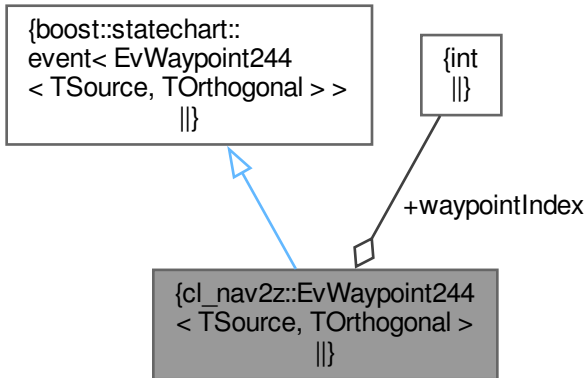 {boost::statechart::
event< EvWaypoint244
< TSource, TOrthogonal > >
||}
{int
||}
+waypointIndex
{cl_nav2z::EvWaypoint244
< TSource, TOrthogonal >
||}